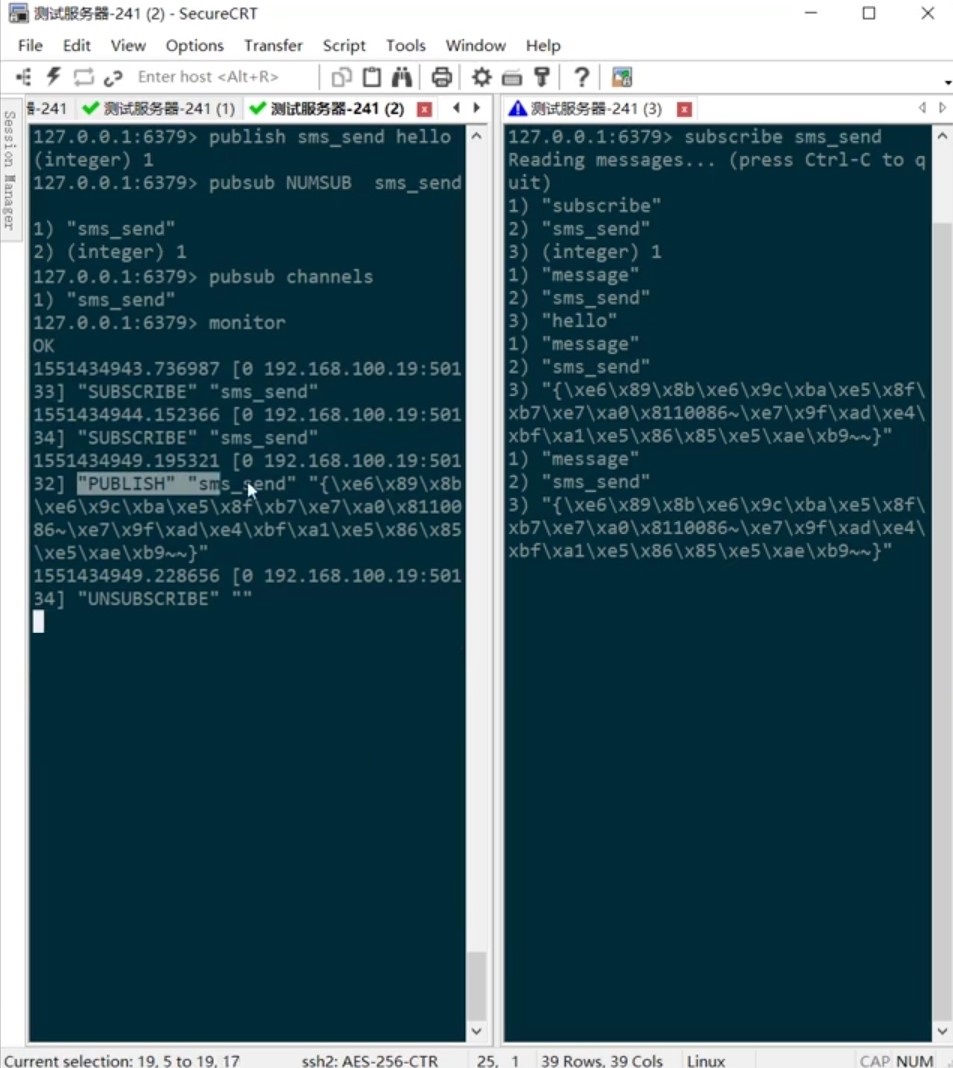 测试服务器-241 (2) - SecureCRT
File Edit View Options Transfer Script Tools Window Help
Enter host <Alt+R>
Session Manager
-241 测试服务器-241 (1) 测试服务器-241 (2)
127.0.0.1:6379> publish sms_send hello
(integer) 1
127.0.0.1:6379> pubsub NUMSUB  sms_send
1) "sms_send"
2) (integer) 1
127.0.0.1:6379> pubsub channels
1) "sms_send"
127.0.0.1:6379> monitor
OK
1551434943.736987 [0 192.168.100.19:501
33] "SUBSCRIBE" "sms_send"
1551434944.152366 [0 192.168.100.19:501
34] "SUBSCRIBE" "sms_send"
1551434949.195321 [0 192.168.100.19:501
32] "PUBLISH" "sms_send" "{\xe6\x89\x8b
\xe6\x9c\xba\xe5\x8f\xb7\xe7\xa0\x81100
86~\xe7\x9f\xad\xe4\xbf\xa1\xe5\x86\x85
\xe5\xae\xb9~~}"
1551434949.228656 [0 192.168.100.19:501
34] "UNSUBSCRIBE" ""
测试服务器-241 (3)
127.0.0.1:6379> subscribe sms_send
Reading messages... (press Ctrl-C to q
uit)
1) "subscribe"
2) "sms_send"
3) (integer) 1
1) "message"
2) "sms_send"
3) "hello"
1) "message"
2) "sms_send"
3) "{\xe6\x89\x8b\xe6\x9c\xba\xe5\x8f\
xb7\xe7\xa0\x8110086~\xe7\x9f\xad\xe4\
xbf\xa1\xe5\x86\x85\xe5\xae\xb9~~}"
1) "message"
2) "sms_send"
3) "{\xe6\x89\x8b\xe6\x9c\xba\xe5\x8f\
xb7\xe7\xa0\x8110086~\xe7\x9f\xad\xe4\
xbf\xa1\xe5\x86\x85\xe5\xae\xb9~~}"
Current selection: 19, 5 to 19, 17 ssh2: AES-256-CTR 25, 1 39 Rows, 39 Cols Linux CAP NUM